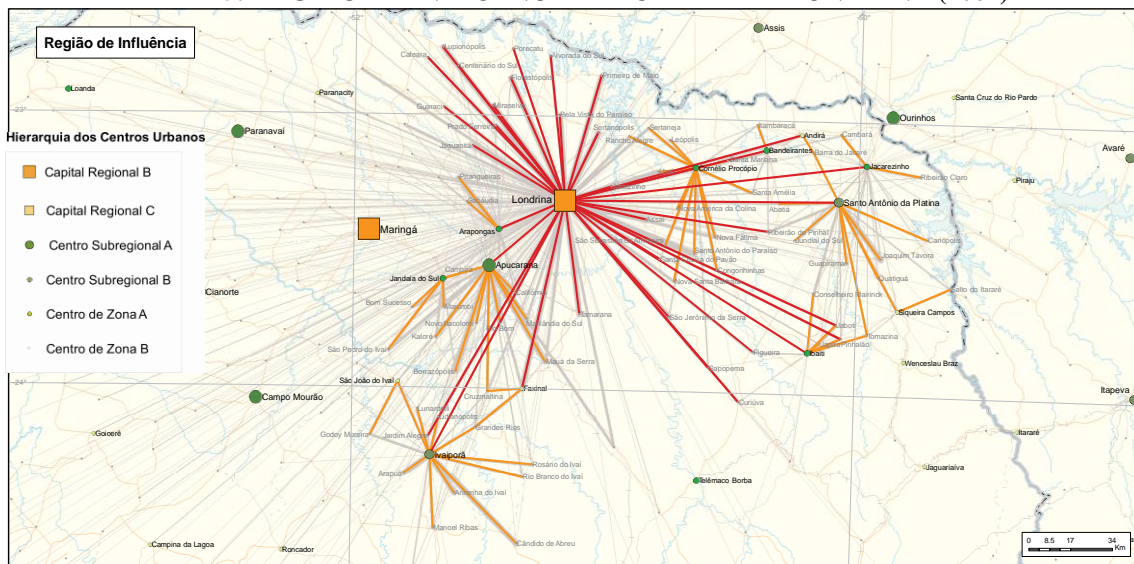 -52
-50
Região de Influência
Assis
Lupionópolis
Porecatu
Cafeara
Alvorada do Sul
Centenário do Sul
Florestópolis
Primeiro de Maio
Loanda
Paranacity
Santa Cruz do Rio Pardo
-23
Guaraci
Miraselva
Bela Vista do Paraíso
Ourinhos
Hierarquia dos Centros Urbanos
Paranavaí
Prado Ferreira
Sertanópolis
Sertaneja
Itambaracá
Andirá
Cambará
Rancho Alegre
Leópolis
Jaguapitã
Bandeirantes
Barra do Jacaré
Avaré
Santa Mariana
Cornélio Procópio
Jacarezinho
Capital Regional B
Pitangueiras
Ribeirão Claro
Piraju
Santa Amélia
Londrina
Sabáudia
Santo Antônio da Platina
Capital Regional C
Nova América da Colina
Abatiá
Assaí
Maringá
Arapongas
Ribeirão do Pinhal
Nova Fátima
Jundiaí do Sul
Carlópolis
Centro Subregional A
Santo Antônio do Paraíso
Joaquim Távora
Apucarana
Guapirama
Cambira
Congonhinhas
Jandaia do Sul
Quatiguá
Centro Subregional B
Nova Santa Bárbara
Cianorte
Califórnia
Conselheiro Mairinck
Salto do Itararé
Bom Sucesso
Marumbi
Centro de Zona A
Tamarana
São Jerônimo da Serra
Siqueira Campos
Novo Itacolomi
Rio Bom
Marilândia do Sul
Jaboti
Kaloré
Tomazina
Centro de Zona B
São Pedro do Ivaí
Figueira
Ibaiti
Mauá da Serra
Wenceslau Braz
Borrazópolis
Sapopema
São João do Ivaí
-24
Faxinal
Campo Mourão
Cruzmaltina
Curiúva
Itapeva
Lunardelli
Lidianópolis
Goioerê
Godoy Moreira
Jardim Alegre
Grandes Rios
Itararé
Ivaiporã
Rosário do Ivaí
Jaguariaíva
Arapuã
Rio Branco do Ivaí
Telêmaco Borba
Ariranha do Ivaí
Manoel Ribas
Campina da Lagoa
Roncador
Cândido de Abreu
0 8.5 17 34
Km